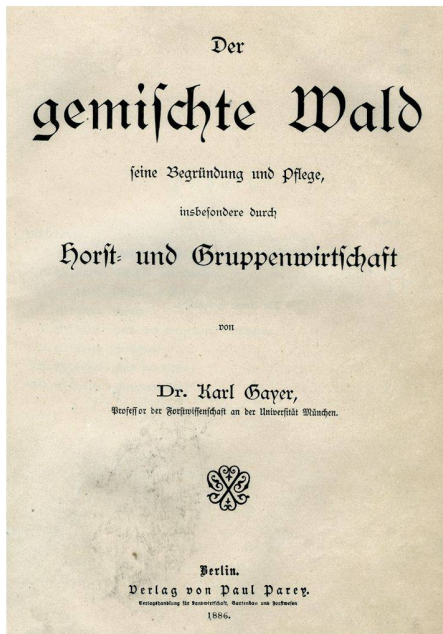 Der
gemischte Wald
seine Begründung und Pflege,
insbesondere durch
Horst- und Gruppenwirtschaft
von
Dr. Karl Gayer,
Professor der Forstwissenschaft an der Universität München.
Berlin.
Verlag von Paul Parey.
Verlagshandlung für Landwirtschaft, Gartenbau und Forstwesen
1886.